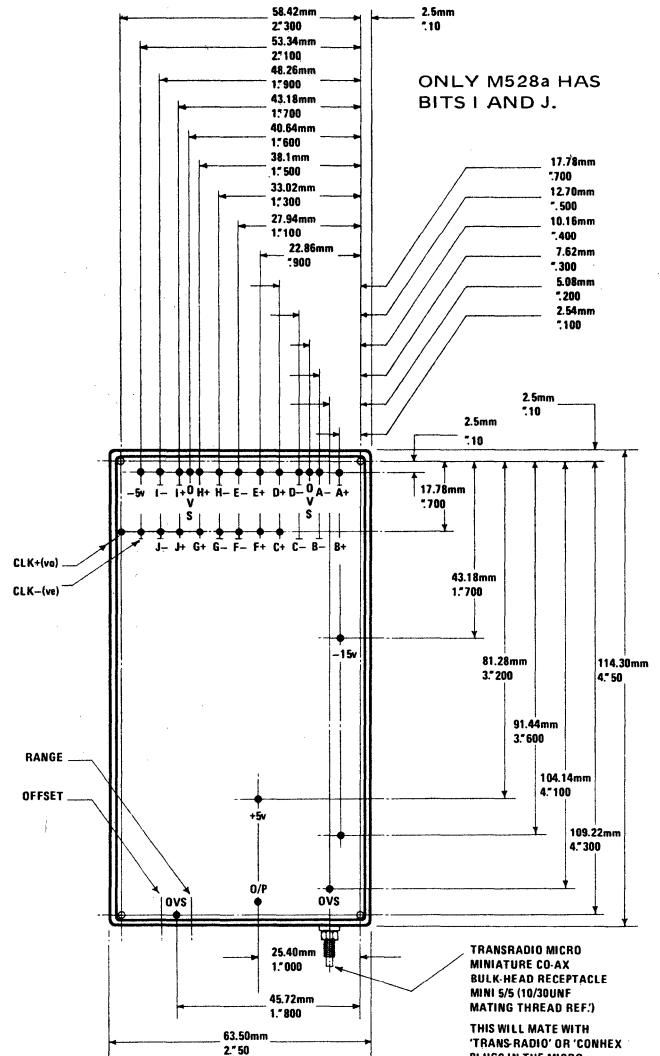 58.42mm
2".300
2.5mm
".10
53.34mm
2".100
48.26mm
1".900
43.18mm
1".700
40.64mm
1".600
38.1mm
1".500
33.02mm
1".300
27.94mm
1".100
22.86mm
".900
ONLY M528a HAS
BITS I AND J.
17.78mm
".700
12.70mm
".500
10.16mm
".400
7.62mm
".300
5.08mm
".200
2.54mm
".100
2.5mm
".10
2.5mm
".10
-5v I- I+ OVS H+ H- E- E+ D+ D- OVS A- A+
17.78mm
".700
J- J+ G+ G- F- F+ C+ C- B- B+
CLK+(va)
CLK-(ve)
43.18mm
1".700
-15v
81.28mm
3".200
114.30mm
4".50
91.44mm
3".600
RANGE
OFFSET
104.14mm
4".100
+5v
109.22mm
4".300
OVS
O/P
OVS
25.40mm
1".000
45.72mm
1".800
63.50mm
2".50
TRANSRADIO MICRO
MINIATURE CO-AX
BULK-HEAD RECEPTACLE
MINI 5/5 (10/30UNF
MATING THREAD REF.)
THIS WILL MATE WITH
'TRANS-RADIO' OR 'CONHEX